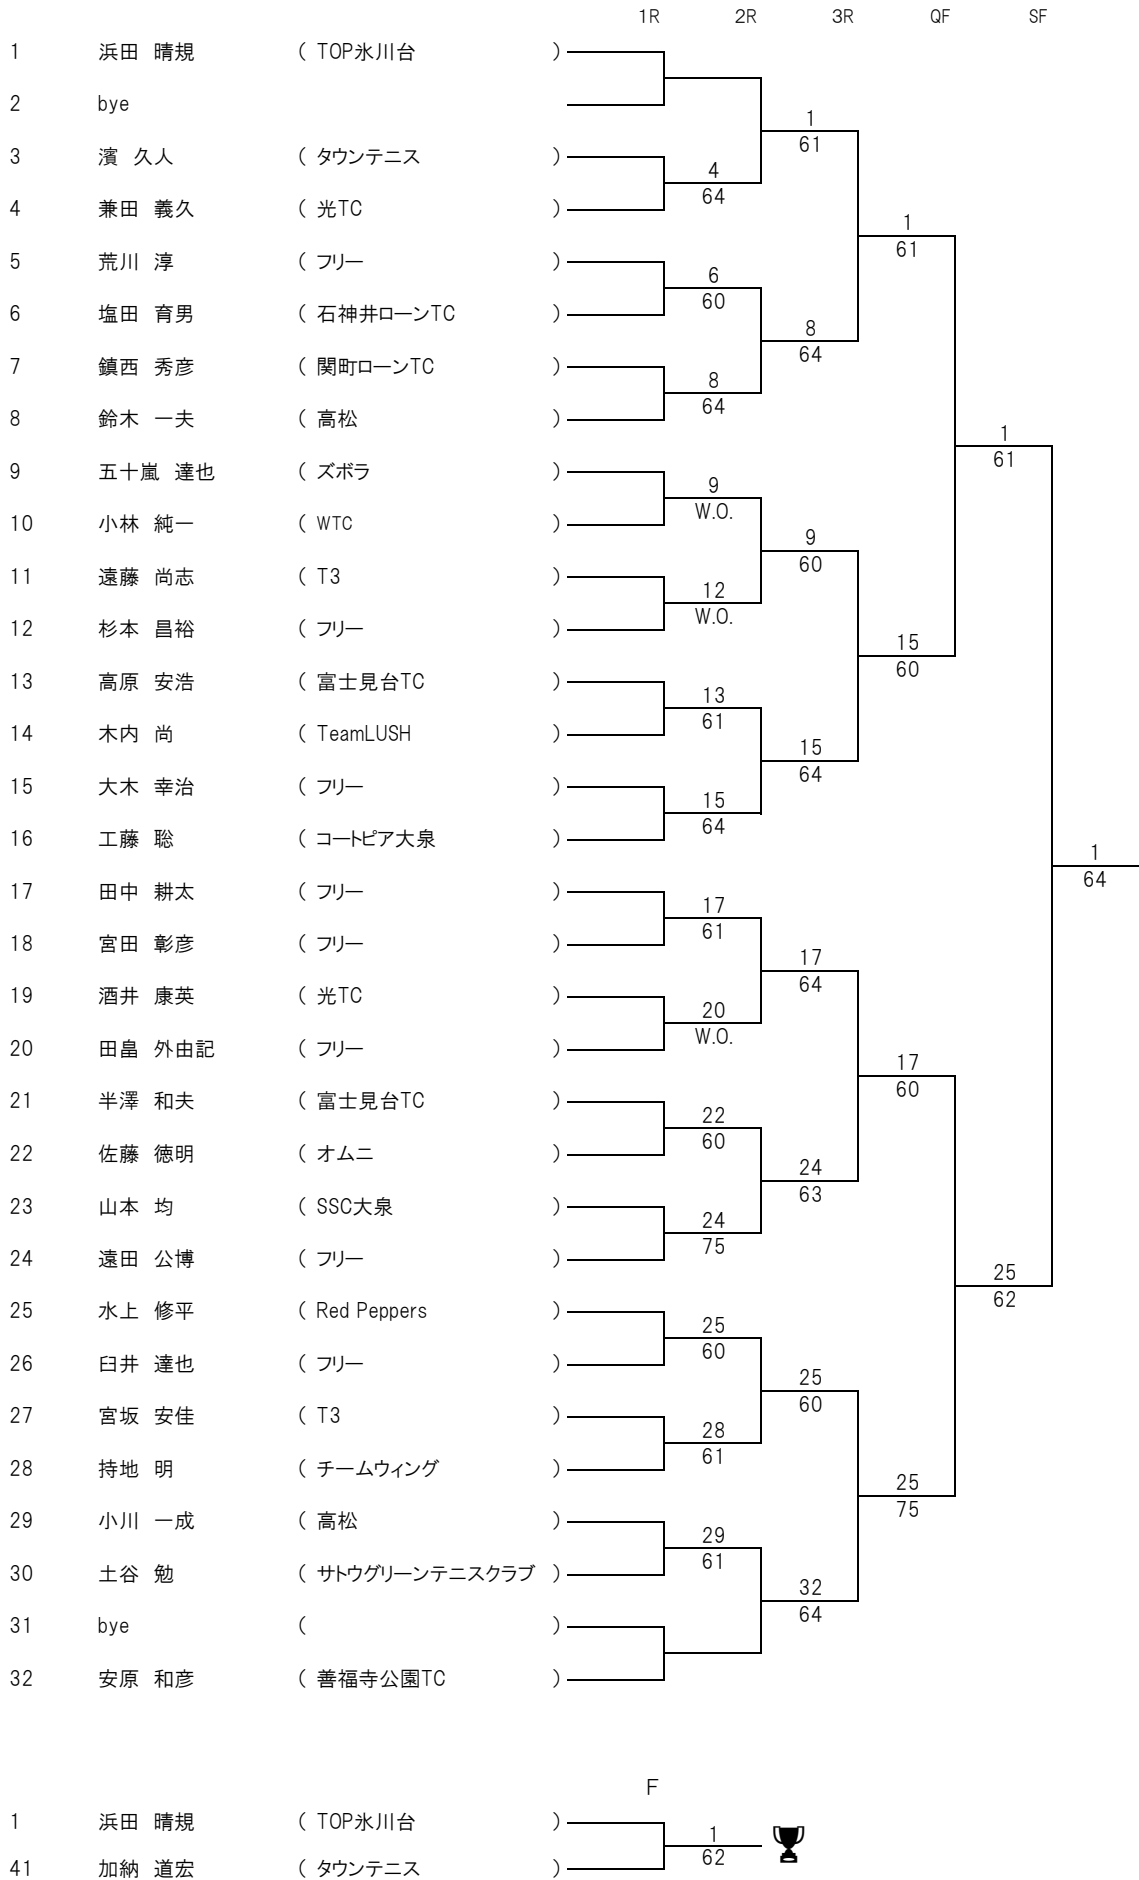 1R 2R 3R QF SF
1 浜田 晴規 ( TOP氷川台 )
2 bye
1
61
3 濱 久人 ( タウンテニス )
4
64
4 兼田 義久 ( 光TC )
1
61
5 荒川 淳 ( フリー )
6
60
6 塩田 育男 ( 石神井ローンTC )
8
64
7 鎮西 秀彦 ( 関町ローンTC )
8
64
8 鈴木 一夫 ( 高松 )
1
61
9 五十嵐 達也 ( ズボラ )
9
W.O.
10 小林 純一 ( WTC )
9
60
11 遠藤 尚志 ( T3 )
12
W.O.
12 杉本 昌裕 ( フリー )
15
60
13 高原 安浩 ( 富士見台TC )
13
61
14 木内 尚 ( TeamLUSH )
15
64
15 大木 幸治 ( フリー )
15
64
16 工藤 聡 ( コートピア大泉 )
1
64
17 田中 耕太 ( フリー )
17
61
18 宮田 彰彦 ( フリー )
17
64
19 酒井 康英 ( 光TC )
20
W.O.
20 田畠 外由記 ( フリー )
17
60
21 半澤 和夫 ( 富士見台TC )
22
60
22 佐藤 徳明 ( オムニ )
24
63
23 山本 均 ( SSC大泉 )
24
75
24 遠田 公博 ( フリー )
25
62
25 水上 修平 ( Red Peppers )
25
60
26 臼井 達也 ( フリー )
25
60
27 宮坂 安佳 ( T3 )
28
61
28 持地 明 ( チームウィング )
25
75
29 小川 一成 ( 高松 )
29
61
30 土谷 勉 ( サトウグリーンテニスクラブ )
32
64
31 bye ( )
32 安原 和彦 ( 善福寺公園TC )
F
1 浜田 晴規 ( TOP氷川台 )
1
62
41 加納 道宏 ( タウンテニス )